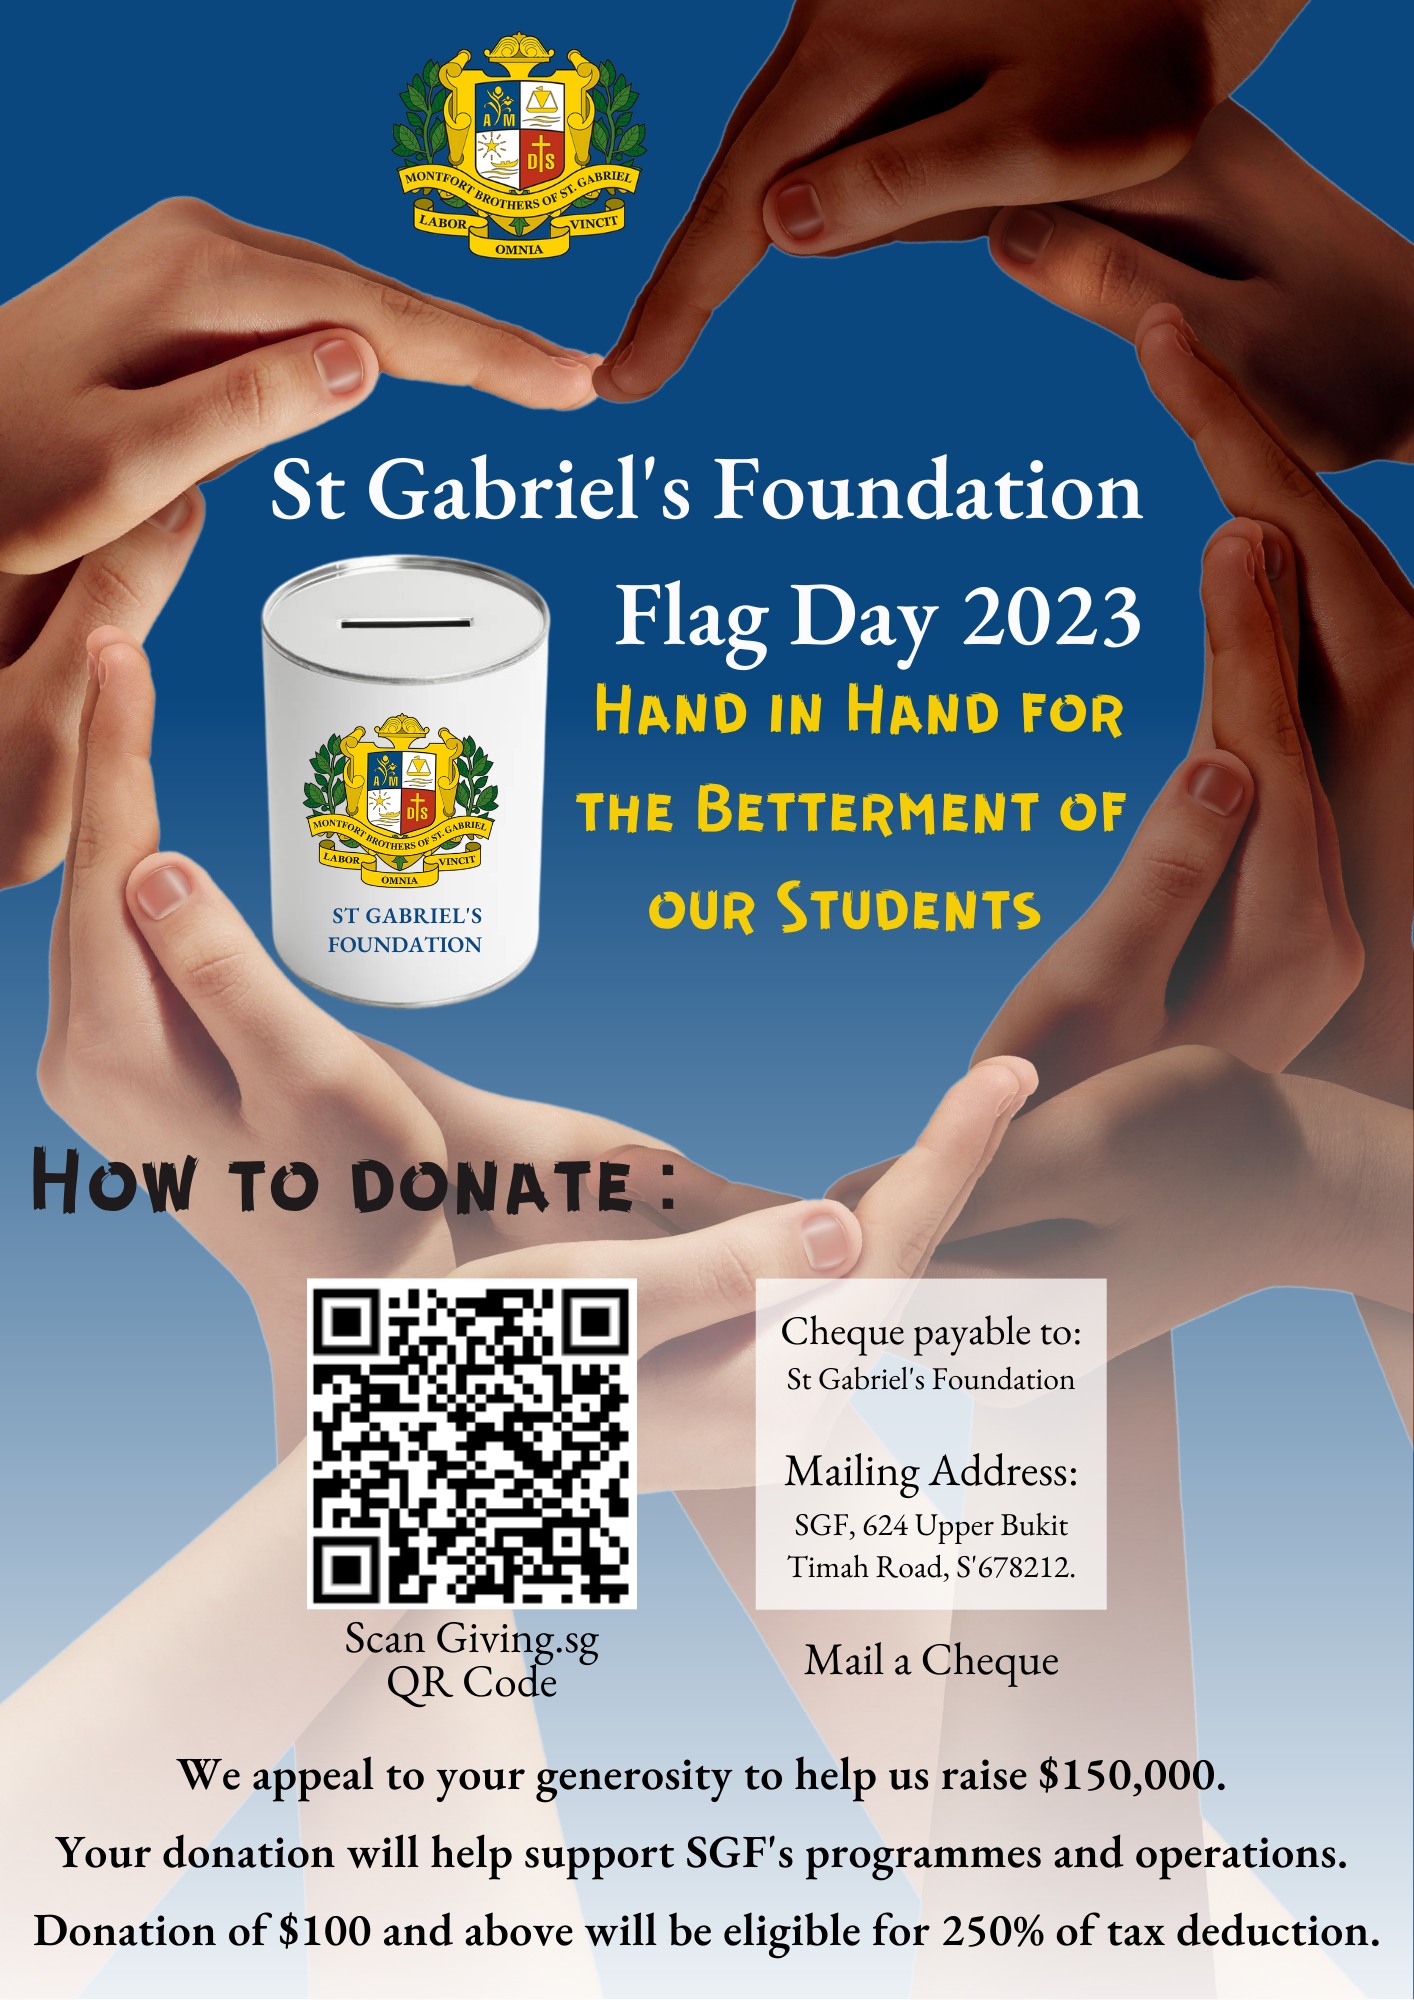 A M
D S
MONTFORT BROTHERS OF ST. GABRIEL
LABOR OMNIA VINCIT
St Gabriel's Foundation
Flag Day 2023
Hand in Hand for
the Betterment of
our Students
A M
D S
MONTFORT BROTHERS OF ST. GABRIEL
LABOR OMNIA VINCIT
ST GABRIEL'S
FOUNDATION
How to donate :
Scan Giving.sg
QR Code
Cheque payable to:
St Gabriel's Foundation
Mailing Address:
SGF, 624 Upper Bukit
Timah Road, S'678212.
Mail a Cheque
We appeal to your generosity to help us raise $150,000.
Your donation will help support SGF's programmes and operations.
Donation of $100 and above will be eligible for 250% of tax deduction.